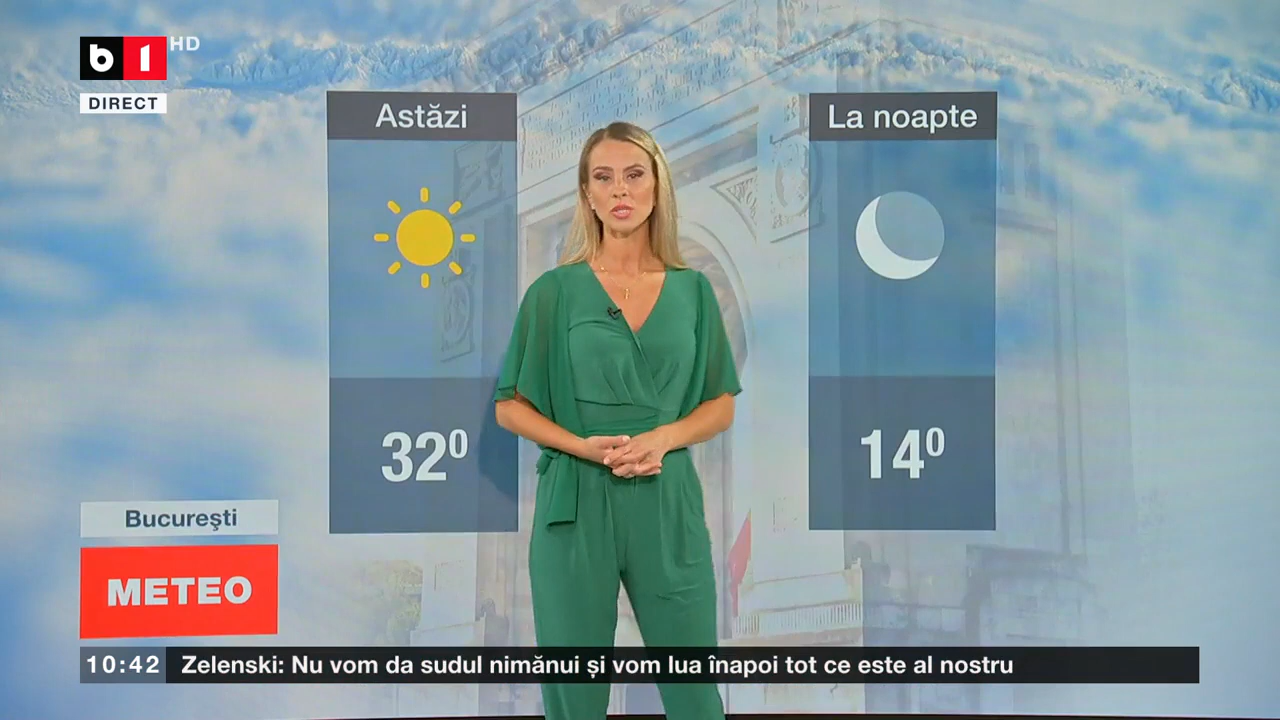 b1 HD
DIRECT
Astăzi
La noapte
32⁰
14⁰
Bucureşti
METEO
10:42 Zelenski: Nu vom da sudul nimănui și vom lua înapoi tot ce este al nostru